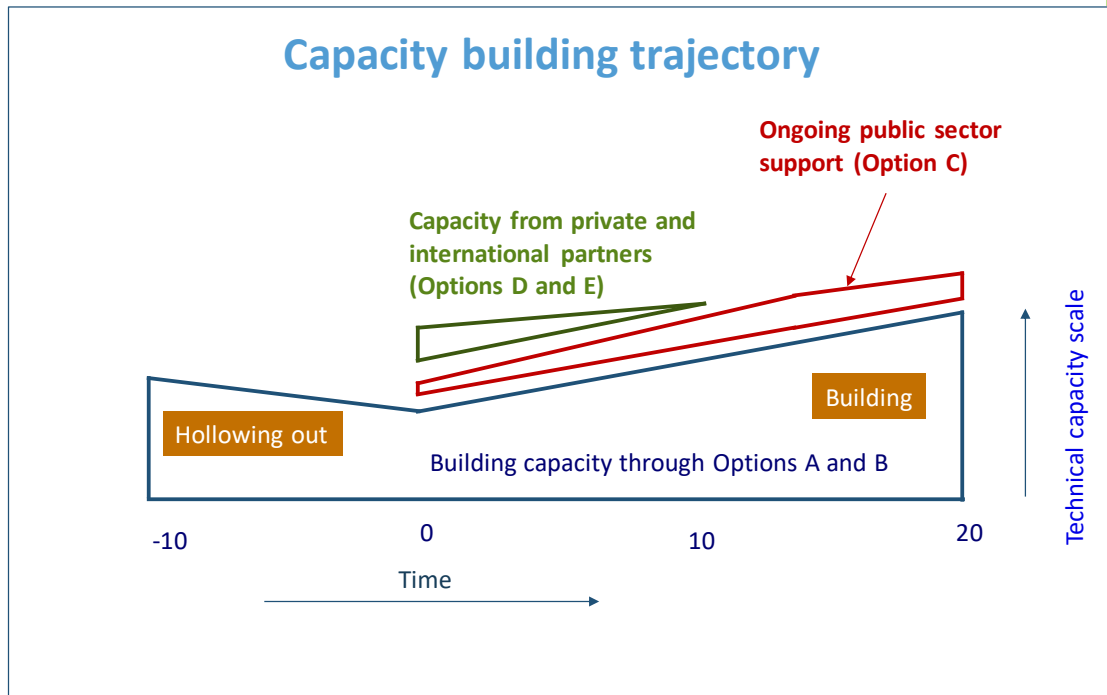 Capacity building trajectory
Ongoing public sector
support (Option C)
Capacity from private and
international partners
(Options D and E)
Technical capacity scale
Building
Hollowing out
Building capacity through Options A and B
-10
0
10
20
Time